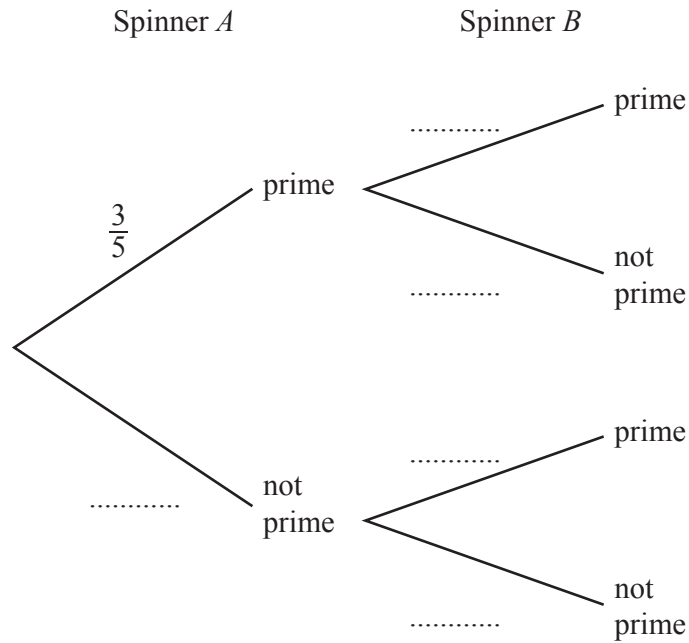 Spinner A
Spinner B
prime
............
3/5
prime
not
prime
............
prime
............
not
prime
............
not
prime
............